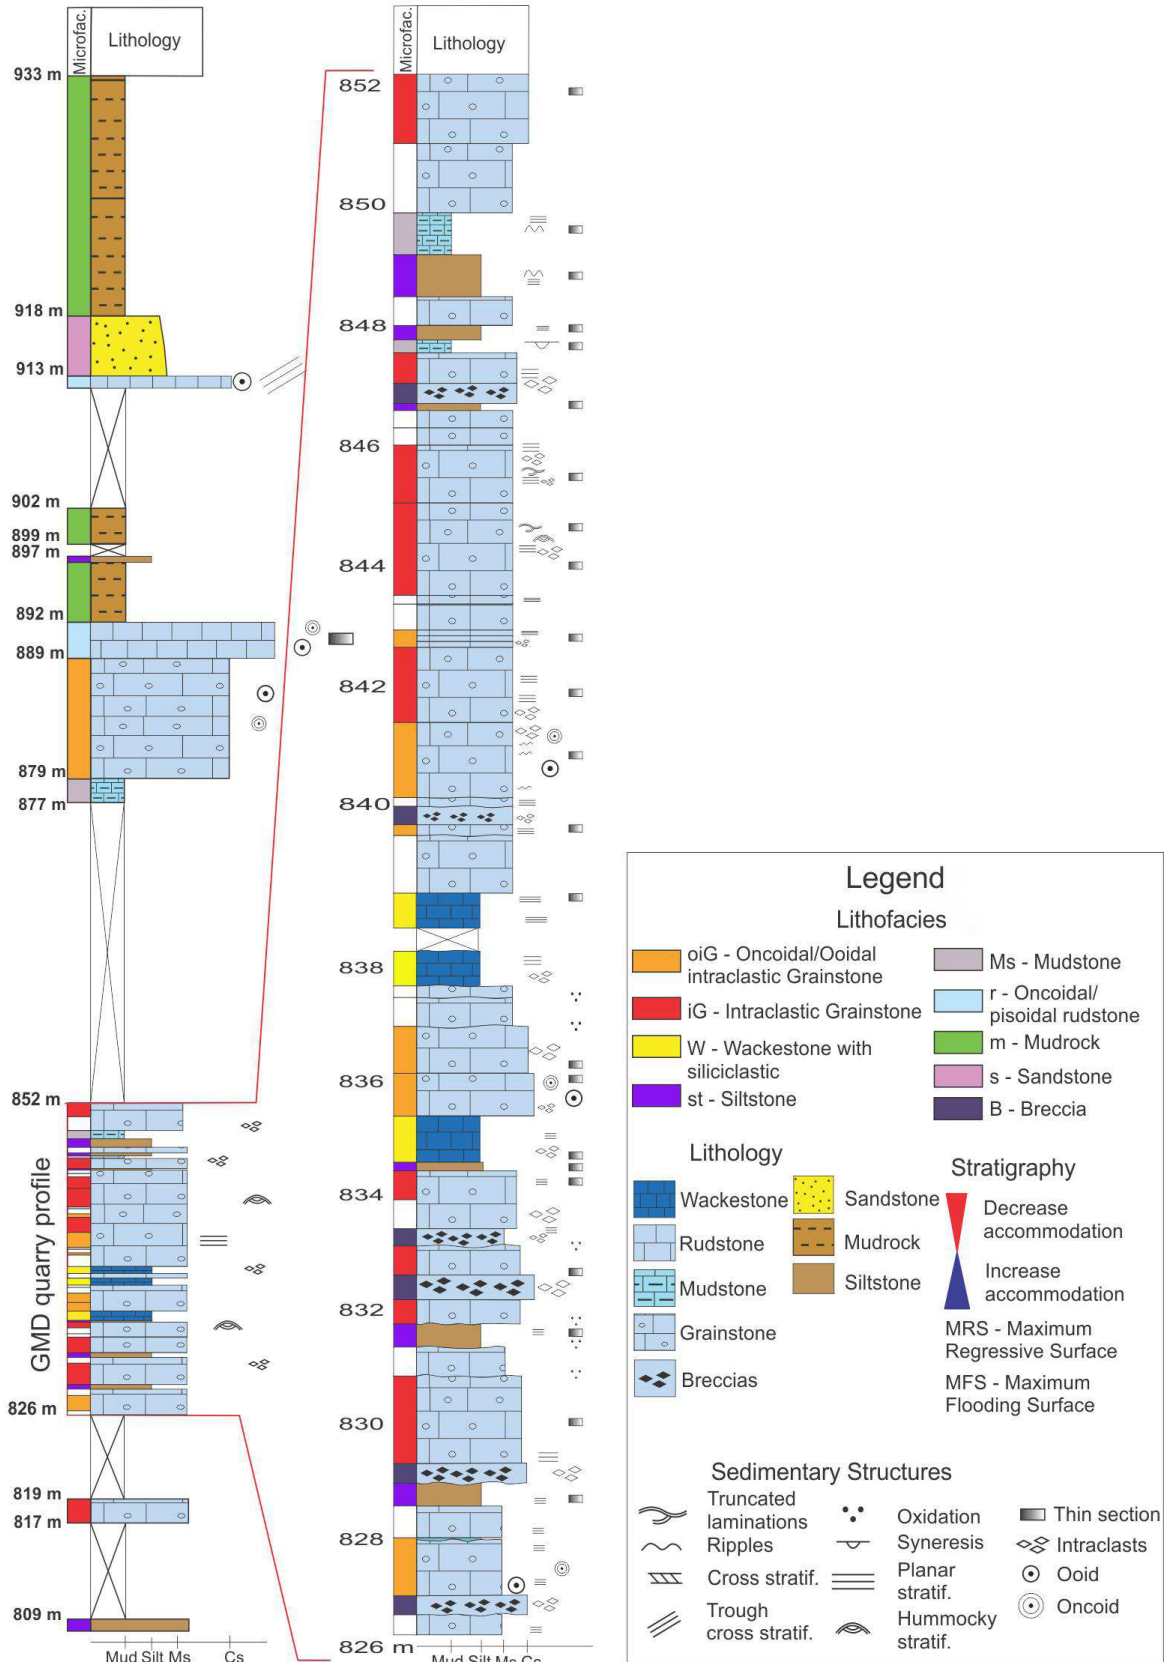 Microfac.
Lithology
933 m
918 m
913 m
902 m
899 m
897 m
892 m
889 m
879 m
877 m
852 m
GMD quarry profile
826 m
819 m
817 m
809 m
Mud Silt Ms Cs
Microfac.
Lithology
852
850
848
846
844
842
840
838
836
834
832
830
828
826 m
Mud Silt Ms Cs
Legend
Lithofacies
oiG - Oncoidal/Ooidal
intraclastic Grainstone
iG - Intraclastic Grainstone
W - Wackestone with
siliciclastic
st - Siltstone
Ms - Mudstone
r - Oncoidal/
pisoidal rudstone
m - Mudrock
s - Sandstone
B - Breccia
Lithology
Wackestone
Rudstone
Mudstone
Grainstone
Breccias
Sandstone
Mudrock
Siltstone
Stratigraphy
Decrease
accommodation
Increase
accommodation
MRS - Maximum
Regressive Surface
MFS - Maximum
Flooding Surface
Sedimentary Structures
Truncated
laminations
Ripples
Cross stratif.
Trough
cross stratif.
Oxidation
Syneresis
Planar
stratif.
Hummocky
stratif.
Thin section
Intraclasts
Ooid
Oncoid